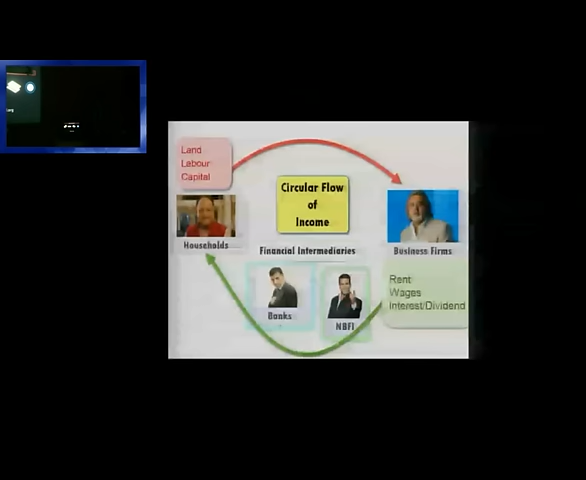 Land
Labour
Capital
Circular Flow
of
Income
Households
Financial Intermediaries
Business Firms
Banks
NBFI
Rent
Wages
Interest/Dividend